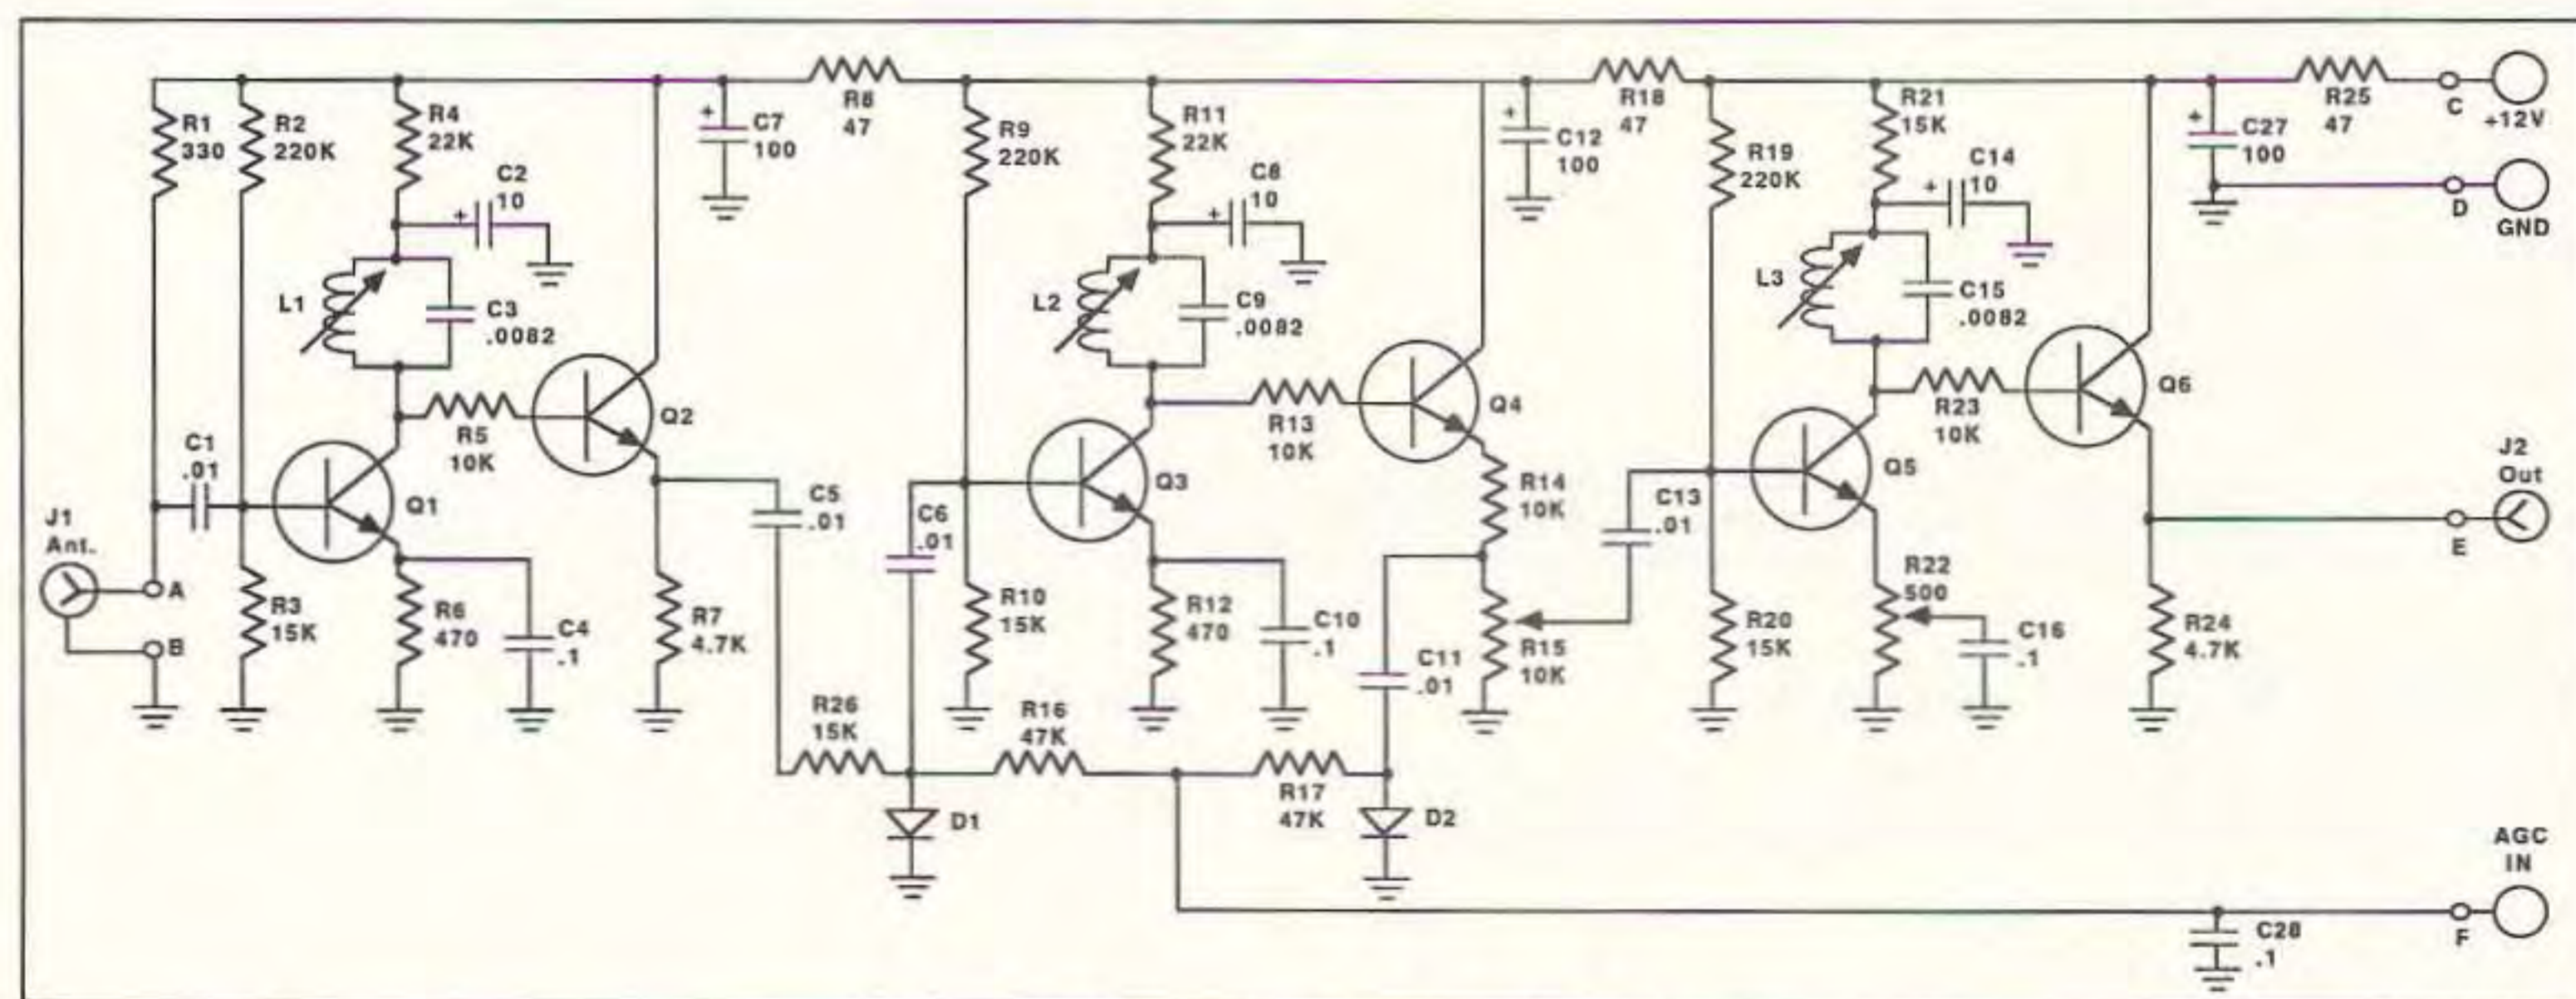 R1
330
R2
220K
R4
22K
C2
10
L1
C3
.0082
C7
100
R8
47
R9
220K
R11
22K
C8
10
L2
C9
.0082
C12
100
R18
47
R19
220K
R21
15K
C14
10
L3
C15
.0082
C27
100
R25
47
C
+12V
D
GND
C1
.01
Q1
R5
10K
Q2
J1
Ant.
A
B
R3
15K
R6
470
C4
.1
R7
4.7K
C5
.01
C6
.01
Q3
R13
10K
Q4
R14
10K
R10
15K
R12
470
C10
.1
C11
.01
R15
10K
C13
.01
Q5
R23
10K
Q6
J2
Out
E
R20
15K
R22
500
C16
.1
R24
4.7K
R26
15K
R16
47K
R17
47K
D1
D2
AGC
IN
F
C28
.1